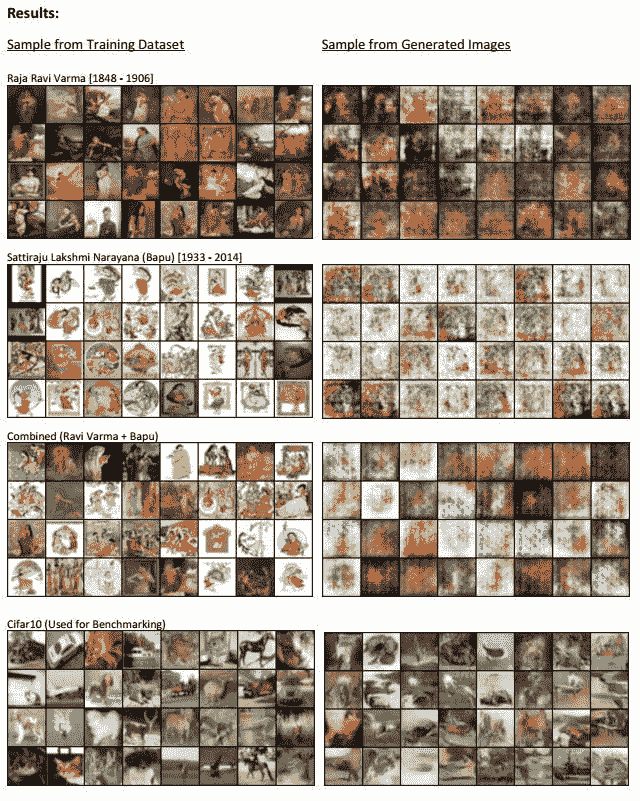 Results:
Sample from Training Dataset
Sample from Generated Images
Raja Ravi Varma [1848 - 1906]
Sattiraju Lakshmi Narayana (Bapu) [1933 - 2014]
Combined (Ravi Varma + Bapu)
Cifar10 (Used for Benchmarking)